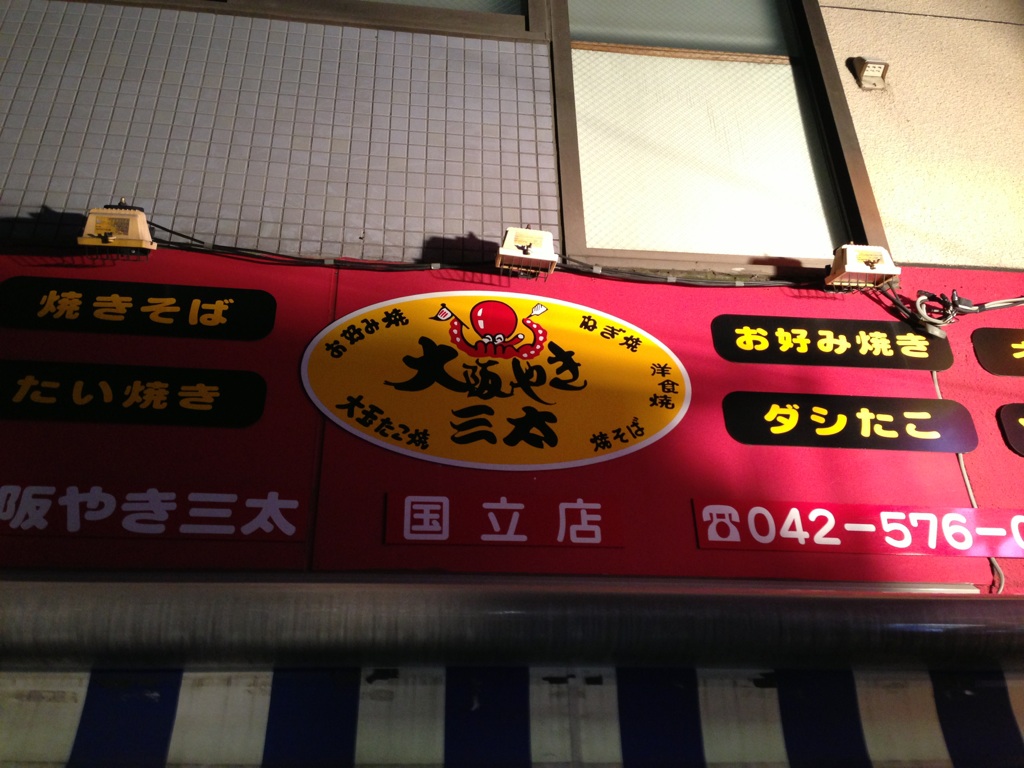 焼きそば
たい焼き
お好み焼
ねぎ焼
大阪やき
三太
洋食焼
大玉たこ焼
焼そば
お好み焼き
ダシたこ
阪やき三太
国立店
☎042-576-0